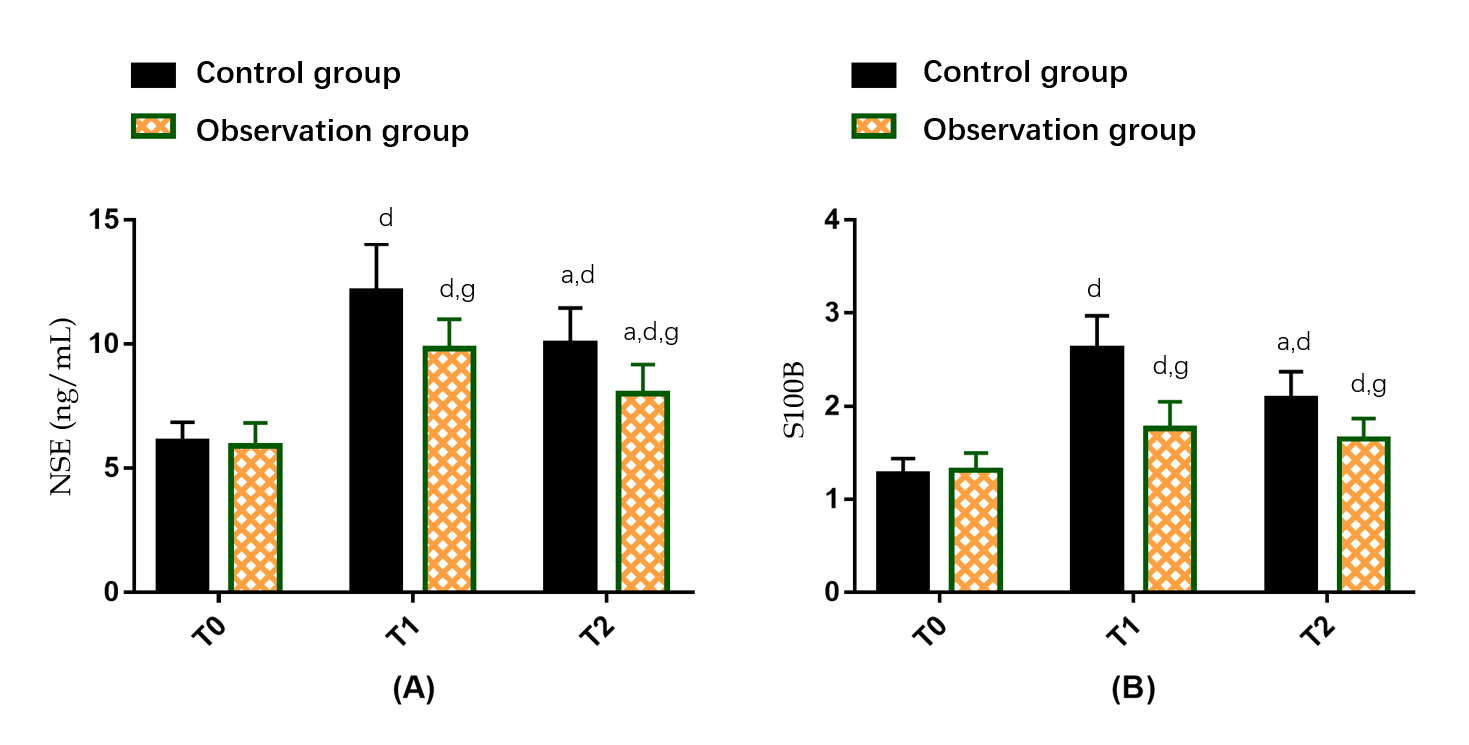 Control group
Observation group
15
10
5
0
NSE (ng/mL)
d
d,g
a,d
a,d,g
T0
T1
T2
(A)
Control group
Observation group
4
3
2
1
0
S100B
d
d,g
a,d
d,g
T0
T1
T2
(B)